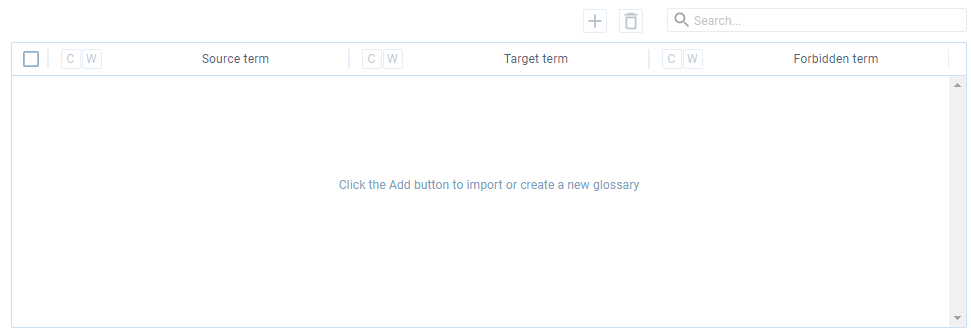 Search...
C W Source term C W Target term C W Forbidden term
Click the Add button to import or create a new glossary